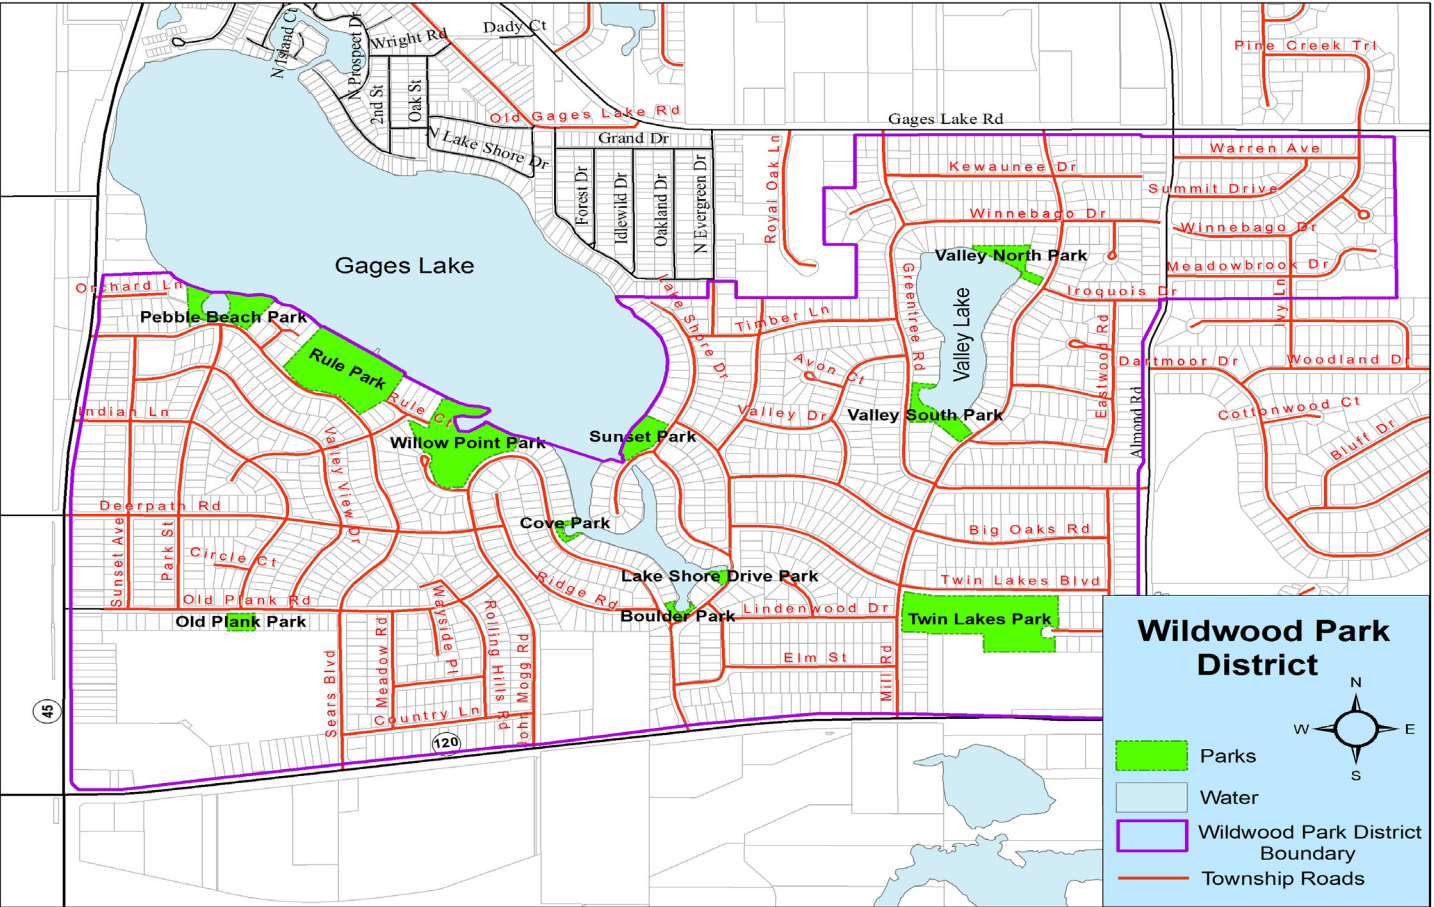 N Island Ct
N Prospect Dr
Wright Rd
Dady Ct
Pine Creek Trl
2nd St
Oak St
Old Gages Lake Rd
Gages Lake Rd
N Lake Shore Dr
Grand Dr
Forest Dr
Idlewild Dr
Oakland Dr
N Evergreen Dr
Royal Oak Ln
Kewaunee Dr
Warren Ave
Summit Drive
Winnebago Dr
Winnebago Dr
Gages Lake
Valley North Park
Meadowbrook Dr
Orchard Ln
Lake Shore Dr
Greentree Rd
Iroquois Dr
Ivy Ln
Pebble Beach Park
Timber Ln
Valley Lake
Eastwood Rd
Rule Park
Avon Ct
Dartmoor Dr
Woodland Dr
Almond Rd
Indian Ln
Rule Ct
Valley Dr
Valley South Park
Cottonwood Ct
Willow Point Park
Sunset Park
Bluff Dr
Valley View Dr
Deerpath Rd
Cove Park
Big Oaks Rd
Sunset Ave
Park St
Circle Ct
Ridge Rd
Lake Shore Drive Park
Twin Lakes Blvd
Old Plank Rd
Wayside Pl
Rolling Hills Rd
Lindenwood Dr
Old Plank Park
Boulder Park
Twin Lakes Park
Sears Blvd
Meadow Rd
John Mogg Rd
Elm St
Mill Rd
45
Country Ln
120
Wildwood Park
District
N
W
E
S
Parks
Water
Wildwood Park District
Boundary
Township Roads